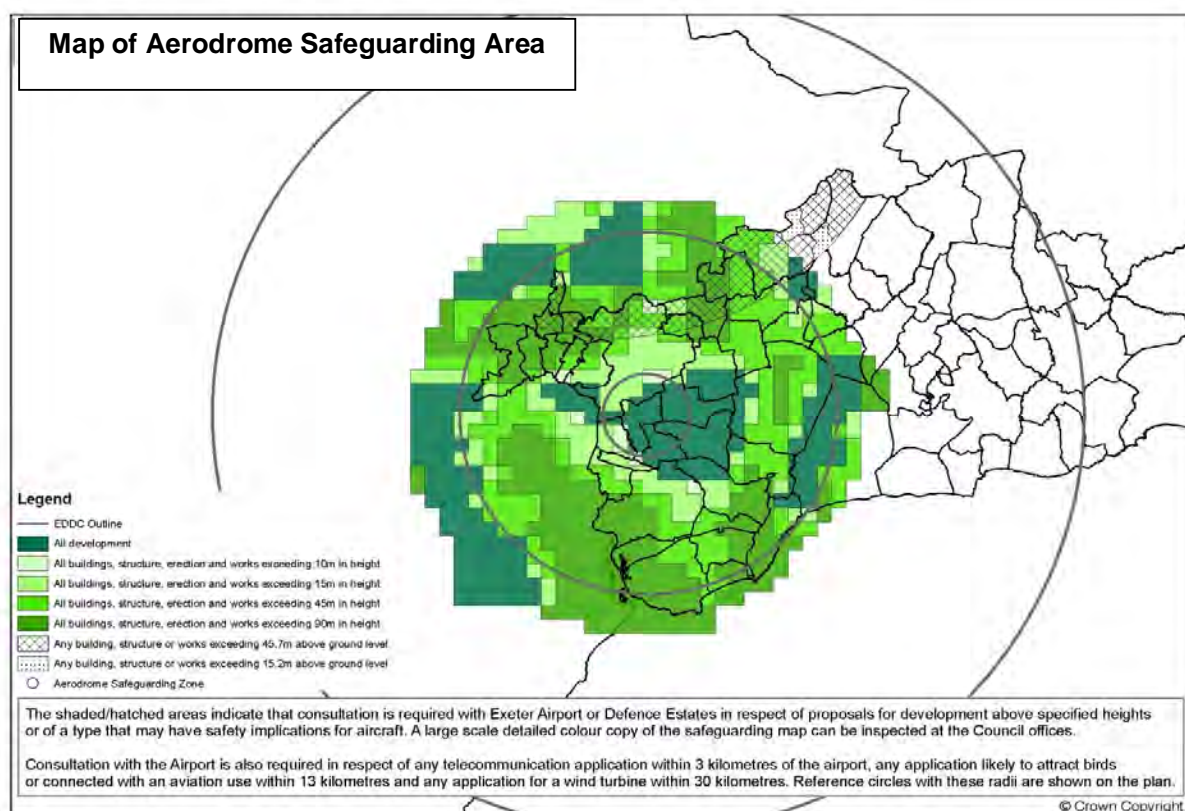 Map of Aerodrome Safeguarding Area
Legend
EDDC Outline
All development
All buildings, structure, erection and works exceeding 10m in height
All buildings, structure, erection and works exceeding 15m in height
All buildings, structure, erection and works exceeding 45m in height
All buildings, structure, erection and works exceeding 90m in height
Any building, structure or works exceeding 45.7m above ground level
Any building, structure or works exceeding 15.2m above ground level
Aerodrome Safeguarding Zone
The shaded/hatched areas indicate that consultation is required with Exeter Airport or Defence Estates in respect of proposals for development above specified heights
or of a type that may have safety implications for aircraft. A large scale detailed colour copy of the safeguarding map can be inspected at the Council offices.
Consultation with the Airport is also required in respect of any telecommunication application within 3 kilometres of the airport, any application likely to attract birds
or connected with an aviation use within 13 kilometres and any application for a wind turbine within 30 kilometres. Reference circles with these radii are shown on the plan.
© Crown Copyright